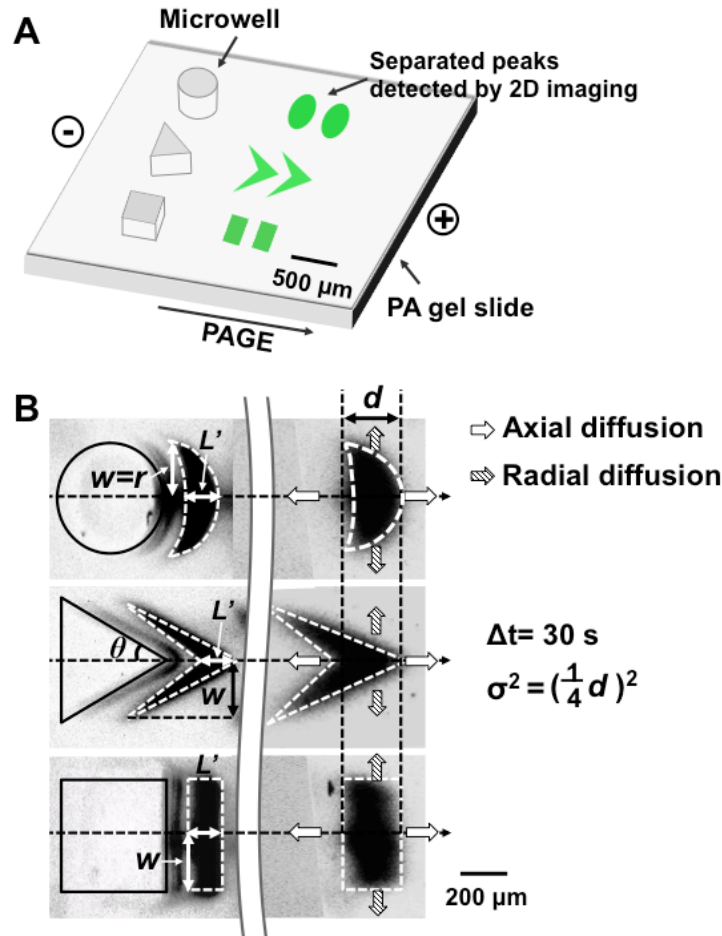 A
Microwell
Separated peaks
detected by 2D imaging
-
+
500 µm
PA gel slide
PAGE
B
d
L'
w=r
Axial diffusion
Radial diffusion
L'
θ
w
Δt= 30 s
σ² = (¼ d )²
L'
w
200 µm